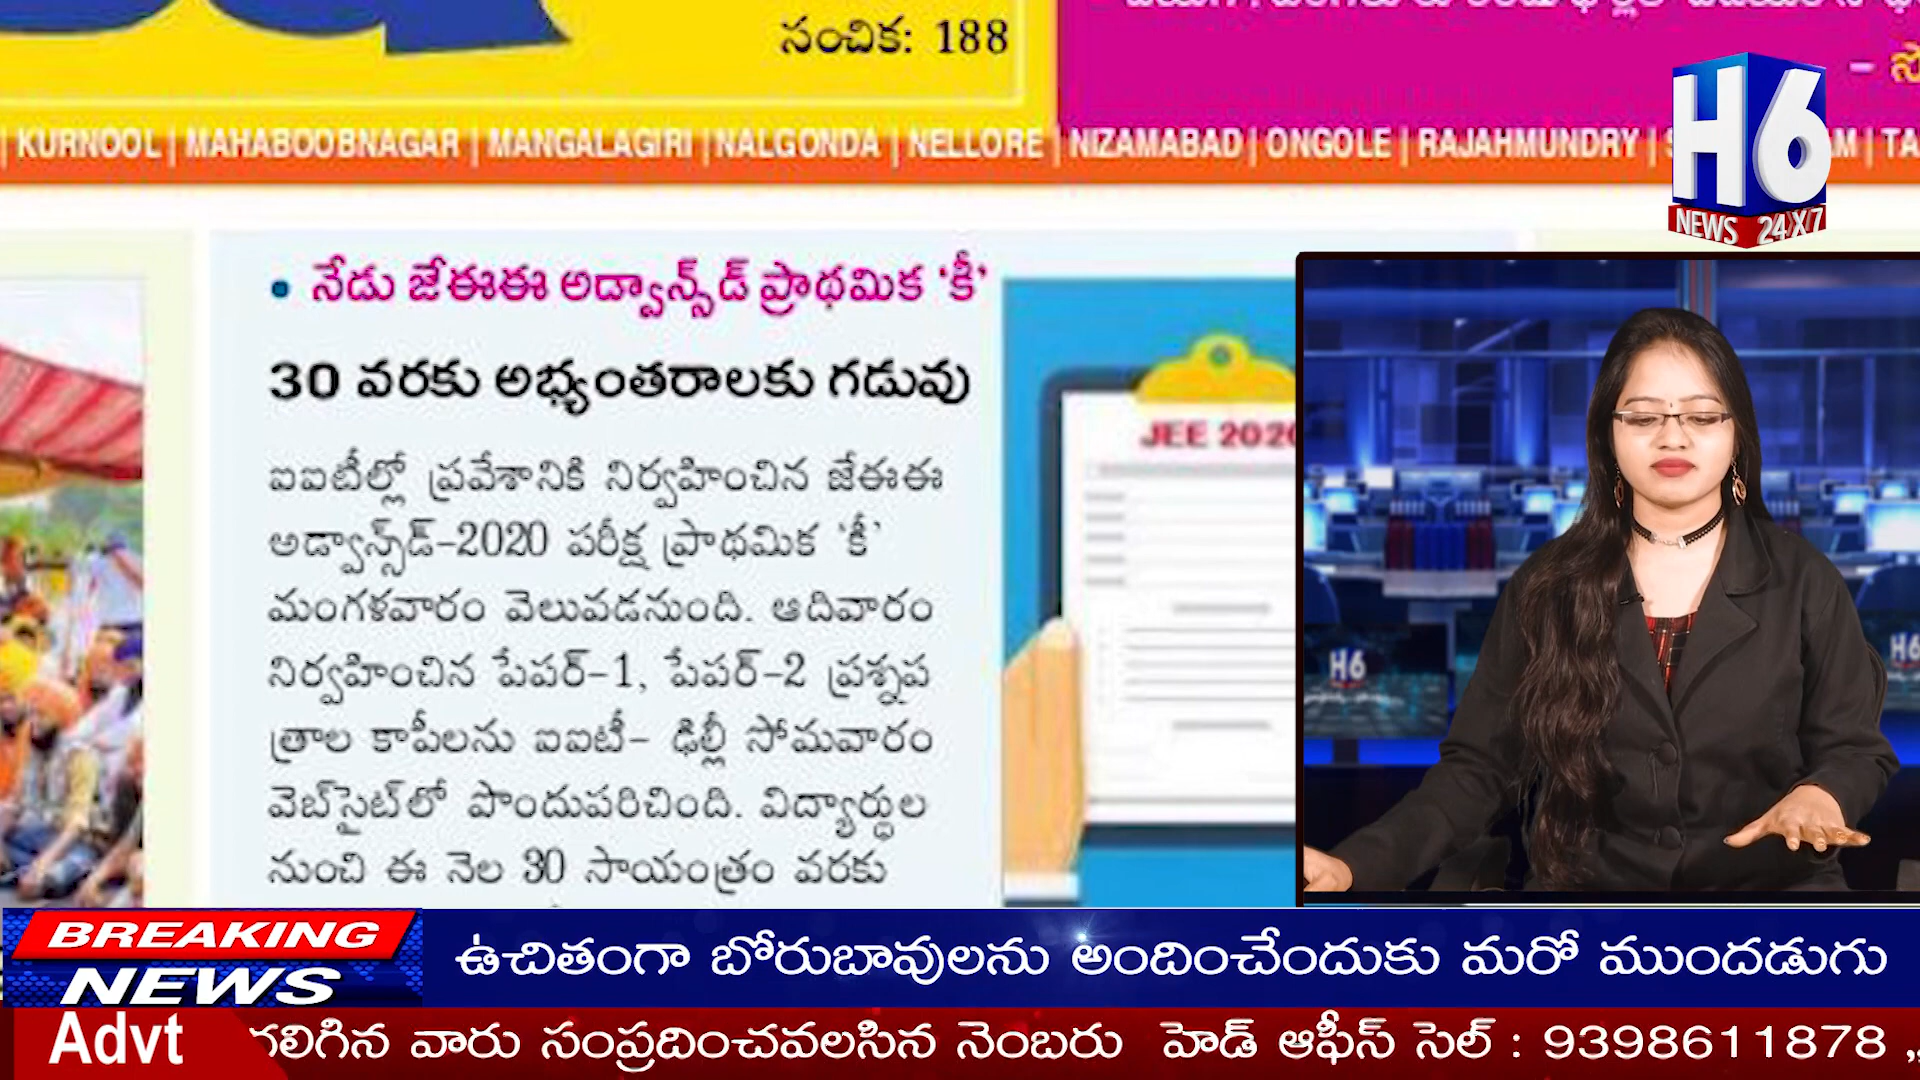 సంచిక: 188
KURNOOL | MAHABOOBNAGAR | MANGALAGIRI | NALGONDA | NELLORE | NIZAMABAD | ONGOLE | RAJAHMUNDRY |
H6
NEWS 24X7
• నేడు జేఈఈ అడ్వాన్స్‌డ్ ప్రాథమిక ‘కీ’
30 వరకు అభ్యంతరాలకు గడువు
ఐఐటీల్లో ప్రవేశానికి నిర్వహించిన జేఈఈ
అడ్వాన్స్‌డ్-2020 పరీక్ష ప్రాథమిక ‘కీ’
మంగళవారం వెలువడనుంది. ఆదివారం
నిర్వహించిన పేపర్-1, పేపర్-2 ప్రశ్నప
త్రాల కాపీలను ఐఐటీ- ఢిల్లీ సోమవారం
వెబ్‌సైట్‌లో పొందుపరిచింది. విద్యార్థుల
నుంచి ఈ నెల 30 సాయంత్రం వరకు
JEE 2020
H6
H6
BREAKING
NEWS
ఉచితంగా బోరుబావులను అందించేందుకు మరో ముందడుగు
Advt
గలిగిన వారు సంప్రదించవలసిన నెంబరు హెడ్ ఆఫీస్ సెల్ : 9398611878 ,